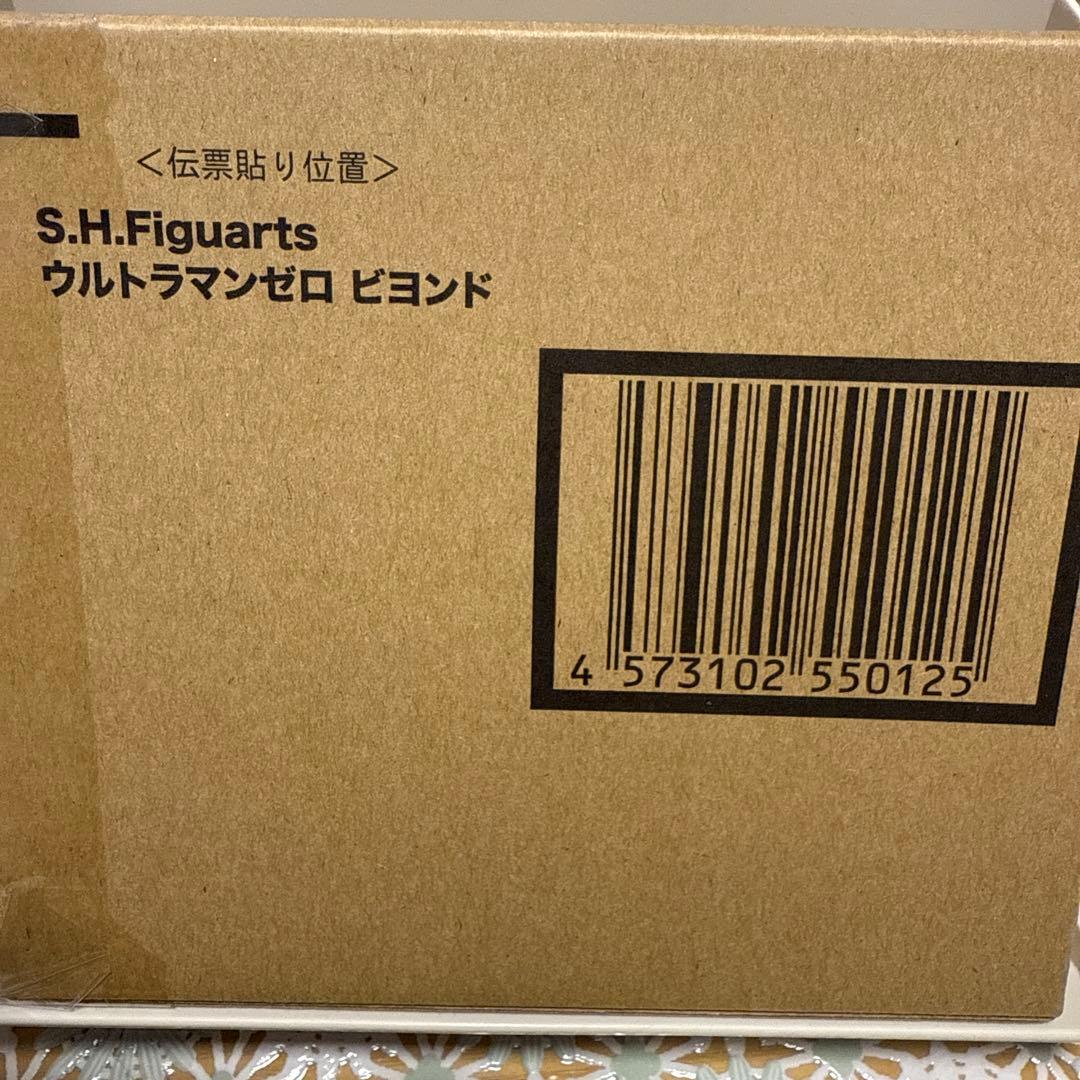 <伝票貼り位置>
S.H.Figuarts
ウルトラマンゼロ ビヨンド
4 573102 550125